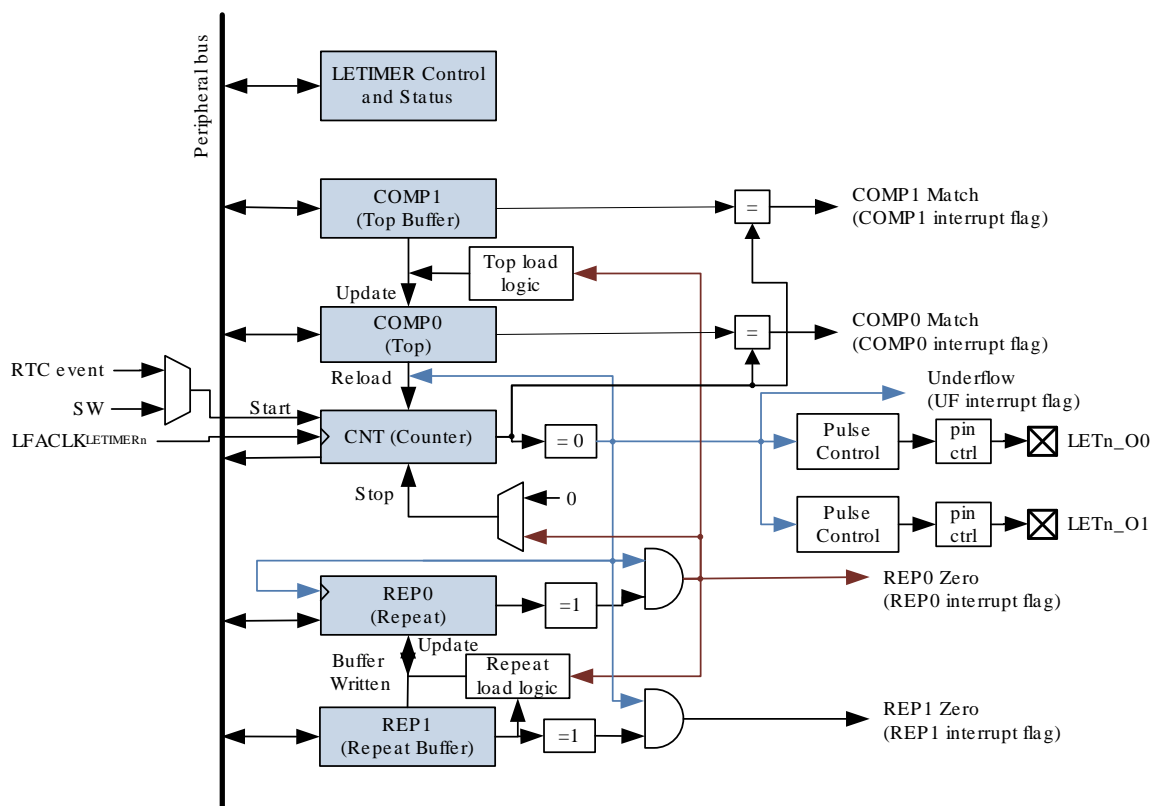 Peripheral bus
LETIMER Control
and Status
COMP1
(Top Buffer)
=
COMP1 Match
(COMP1 interrupt flag)
Top load
logic
Update
COMP0
(Top)
=
COMP0 Match
(COMP0 interrupt flag)
RTC event
SW
LFACLKLETIMERn
Reload
Start
CNT (Counter)
= 0
Underflow
(UF interrupt flag)
Pulse
Control
pin
ctrl
LETn_O0
Stop
0
Pulse
Control
pin
ctrl
LETn_O1
REP0
(Repeat)
=1
REP0 Zero
(REP0 interrupt flag)
Update
Buffer
Written
Repeat
load logic
REP1
(Repeat Buffer)
=1
REP1 Zero
(REP1 interrupt flag)